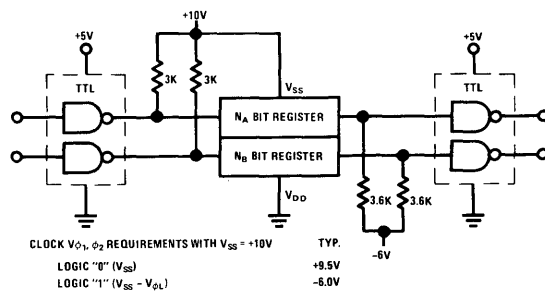 +10V
+5V
+5V
TTL
TTL
3K
3K
VSS
NA BIT REGISTER
NB BIT REGISTER
VDD
3.6K
3.6K
-6V
CLOCK Vϕ1, ϕ2 REQUIREMENTS WITH VSS = +10V TYP.
LOGIC "0" (VSS) +9.5V
LOGIC "1" (VSS - VϕL) -6.0V